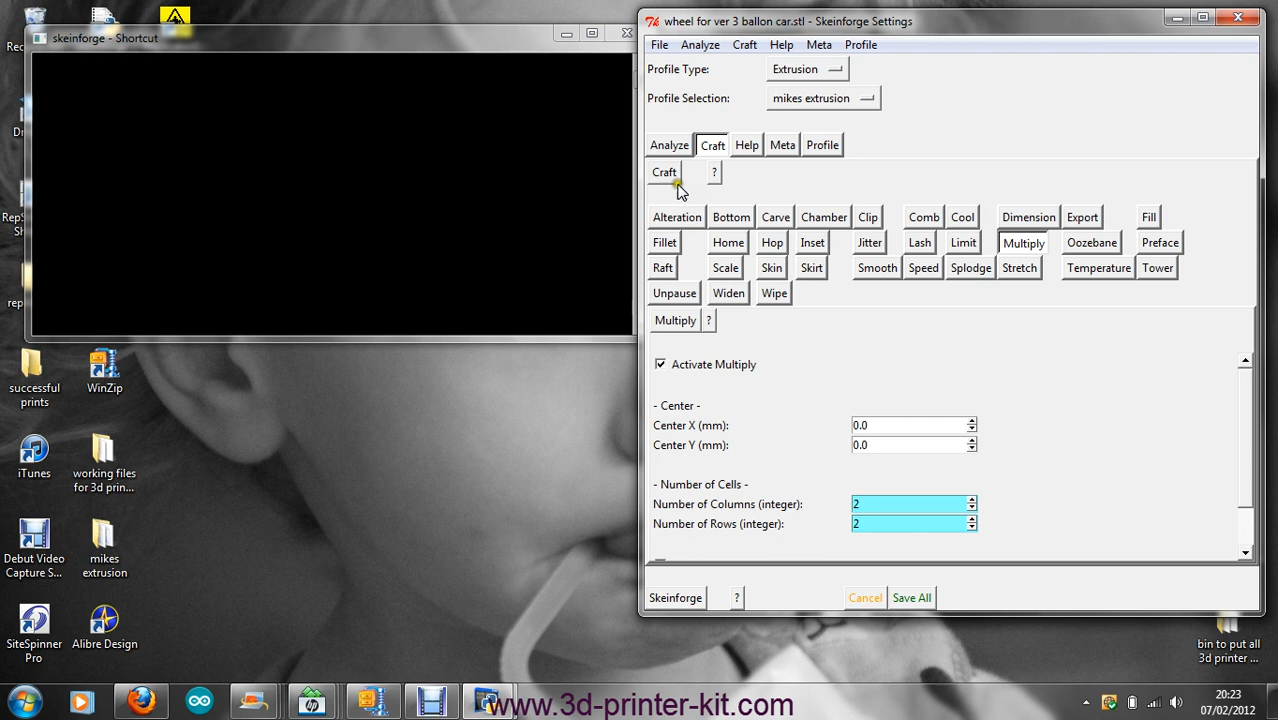 skeinforge - Shortcut
wheel for ver 3 ballon car.stl - Skeinforge Settings
File Analyze Craft Help Meta Profile
Profile Type: Extrusion
Profile Selection: mikes extrusion
Analyze Craft Help Meta Profile
Craft ?
Alteration Bottom Carve Chamber Clip Comb Cool Dimension Export Fill
Fillet Home Hop Inset Jitter Lash Limit Multiply Oozebane Preface
Raft Scale Skin Skirt Smooth Speed Splodge Stretch Temperature Tower
Unpause Widen Wipe
Multiply ?
Activate Multiply
- Center -
Center X (mm): 0.0
Center Y (mm): 0.0
- Number of Cells -
Number of Columns (integer): 2
Number of Rows (integer): 2
Skeinforge ? Cancel Save All
successful
prints
WinZip
iTunes
working files
for 3d prin...
Debut Video
Capture S...
mikes
extrusion
SiteSpinner
Pro
Alibre Design
bin to put all
3d printer ...
www.3d-printer-kit.com
20:23
07/02/2012